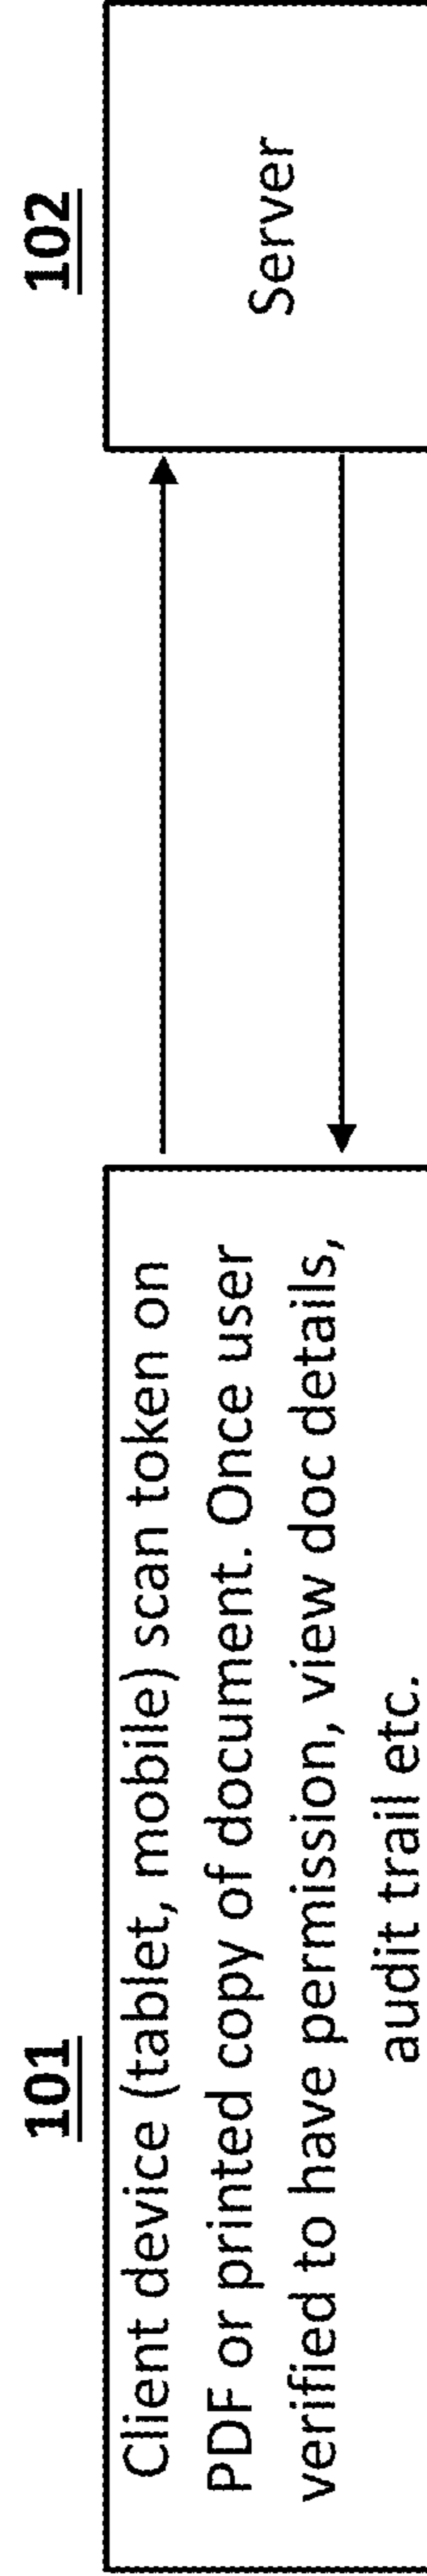 101
Client device (tablet, mobile) scan token on
PDF or printed copy of document. Once user
verified to have permission, view doc details,
audit trail etc.
102
Server